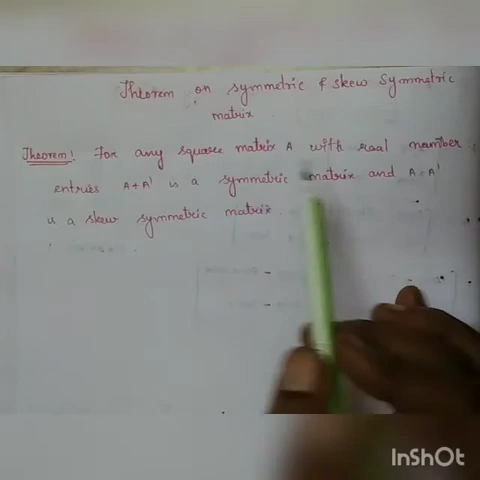 Theorem on symmetric & skew symmetric
matrix.
Theorem: For any square matrix A with real number
entries A + A' is a symmetric matrix and A - A'
is a skew symmetric matrix.
InShOt